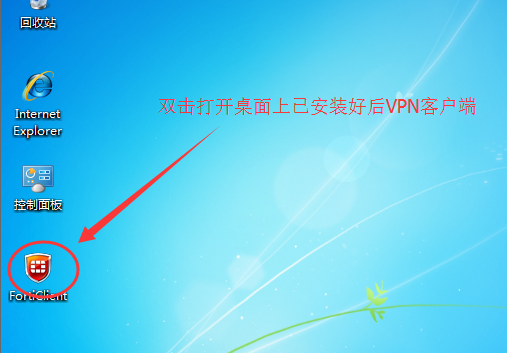 回收站
Internet
Explorer
双击打开桌面上已安装好后VPN客户端
控制面板
FortiClient